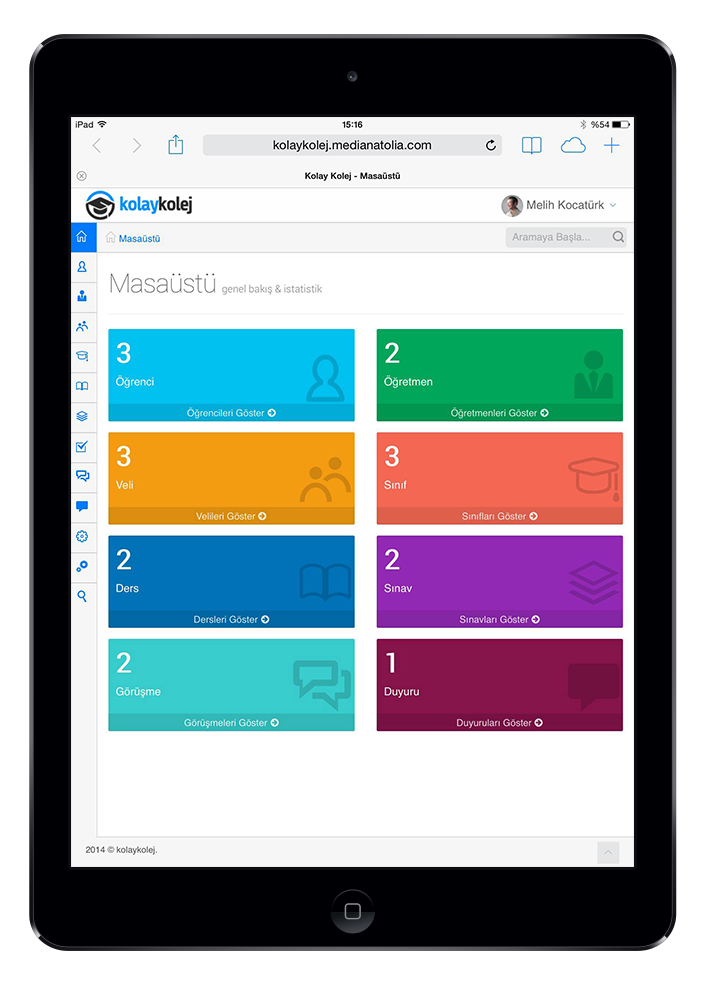 iPad 15:16 %54
kolaykolej.medianatolia.com
Kolay Kolej - Masaüstü
kolaykolej Melih Kocatürk
Masaüstü Aramaya Başla...
Masaüstü genel bakış & istatistik
3 2
Öğrenci Öğretmen
Öğrencileri Göster Öğretmenleri Göster
3 3
Veli Sınıf
Velileri Göster Sınıfları Göster
2 2
Ders Sınav
Dersleri Göster Sınavları Göster
2 1
Görüşme Duyuru
Görüşmeleri Göster Duyuruları Göster
2014 © kolaykolej.